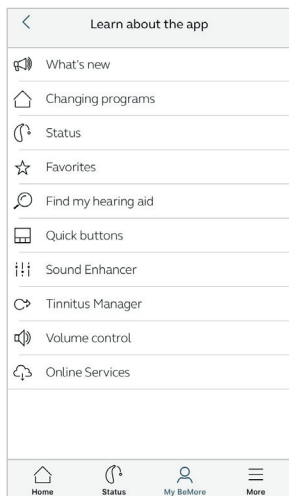 Learn about the app
What's new
Changing programs
Status
Favorites
Find my hearing aid
Quick buttons
Sound Enhancer
Tinnitus Manager
Volume control
Online Services
Home Status My BeMore More